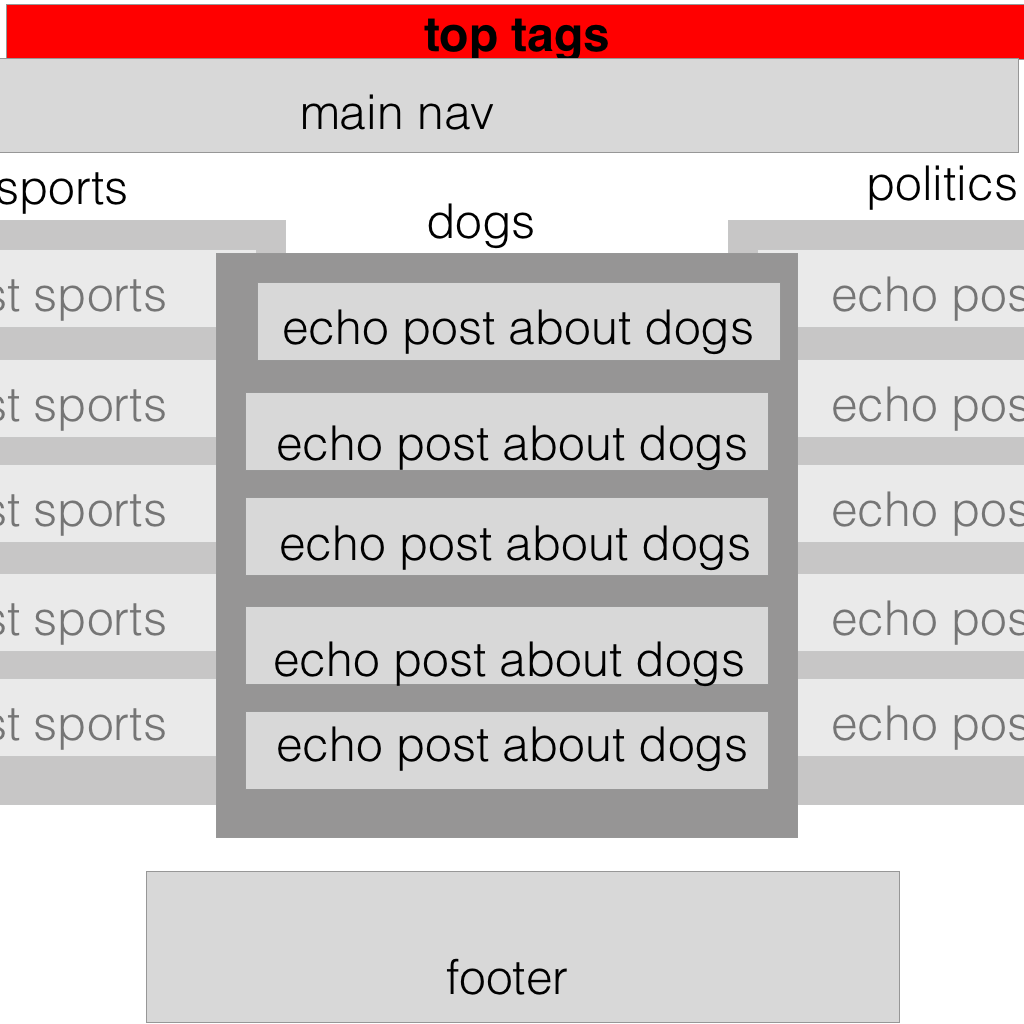 top tags
main nav
sports
dogs
politics
st sports
echo post about dogs
echo pos
st sports
echo post about dogs
echo pos
st sports
echo post about dogs
echo pos
st sports
echo post about dogs
echo pos
st sports
echo post about dogs
echo pos
footer